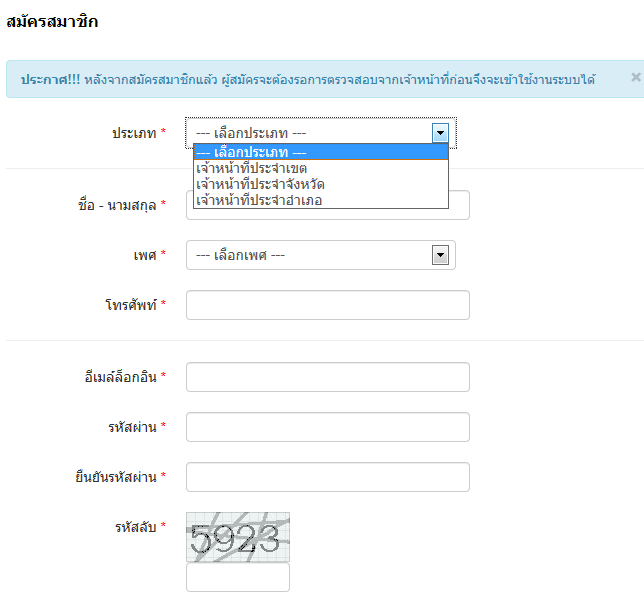 สมัครสมาชิก
ประกาศ!!! หลังจากสมัครสมาชิกแล้ว ผู้สมัครจะต้องรอการตรวจสอบจากเจ้าหน้าที่ก่อนจึงจะเข้าใช้งานระบบได้ ×
ประเภท * --- เลือกประเภท ---
--- เลือกประเภท ---
เจ้าหน้าที่ประจำเขต
เจ้าหน้าที่ประจำจังหวัด
เจ้าหน้าที่ประจำอำเภอ
ชื่อ - นามสกุล *
เพศ * --- เลือกเพศ ---
โทรศัพท์ *
อีเมล์ล็อกอิน *
รหัสผ่าน *
ยืนยันรหัสผ่าน *
รหัสลับ * 5923